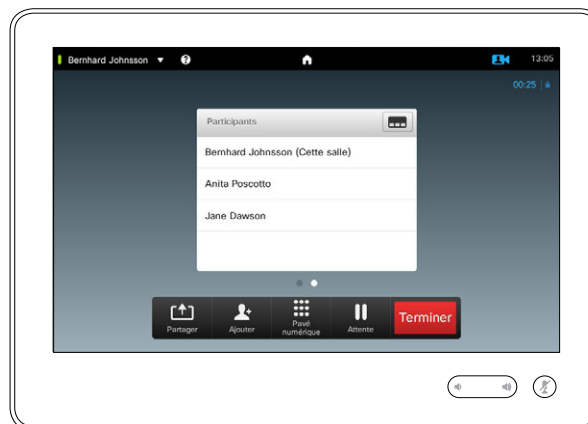 Bernhard Johnsson
13:05
00:25
Participants
Bernhard Johnsson (Cette salle)
Anita Poscotto
Jane Dawson
Partager
Ajouter
Pavé
numérique
Attente
Terminer